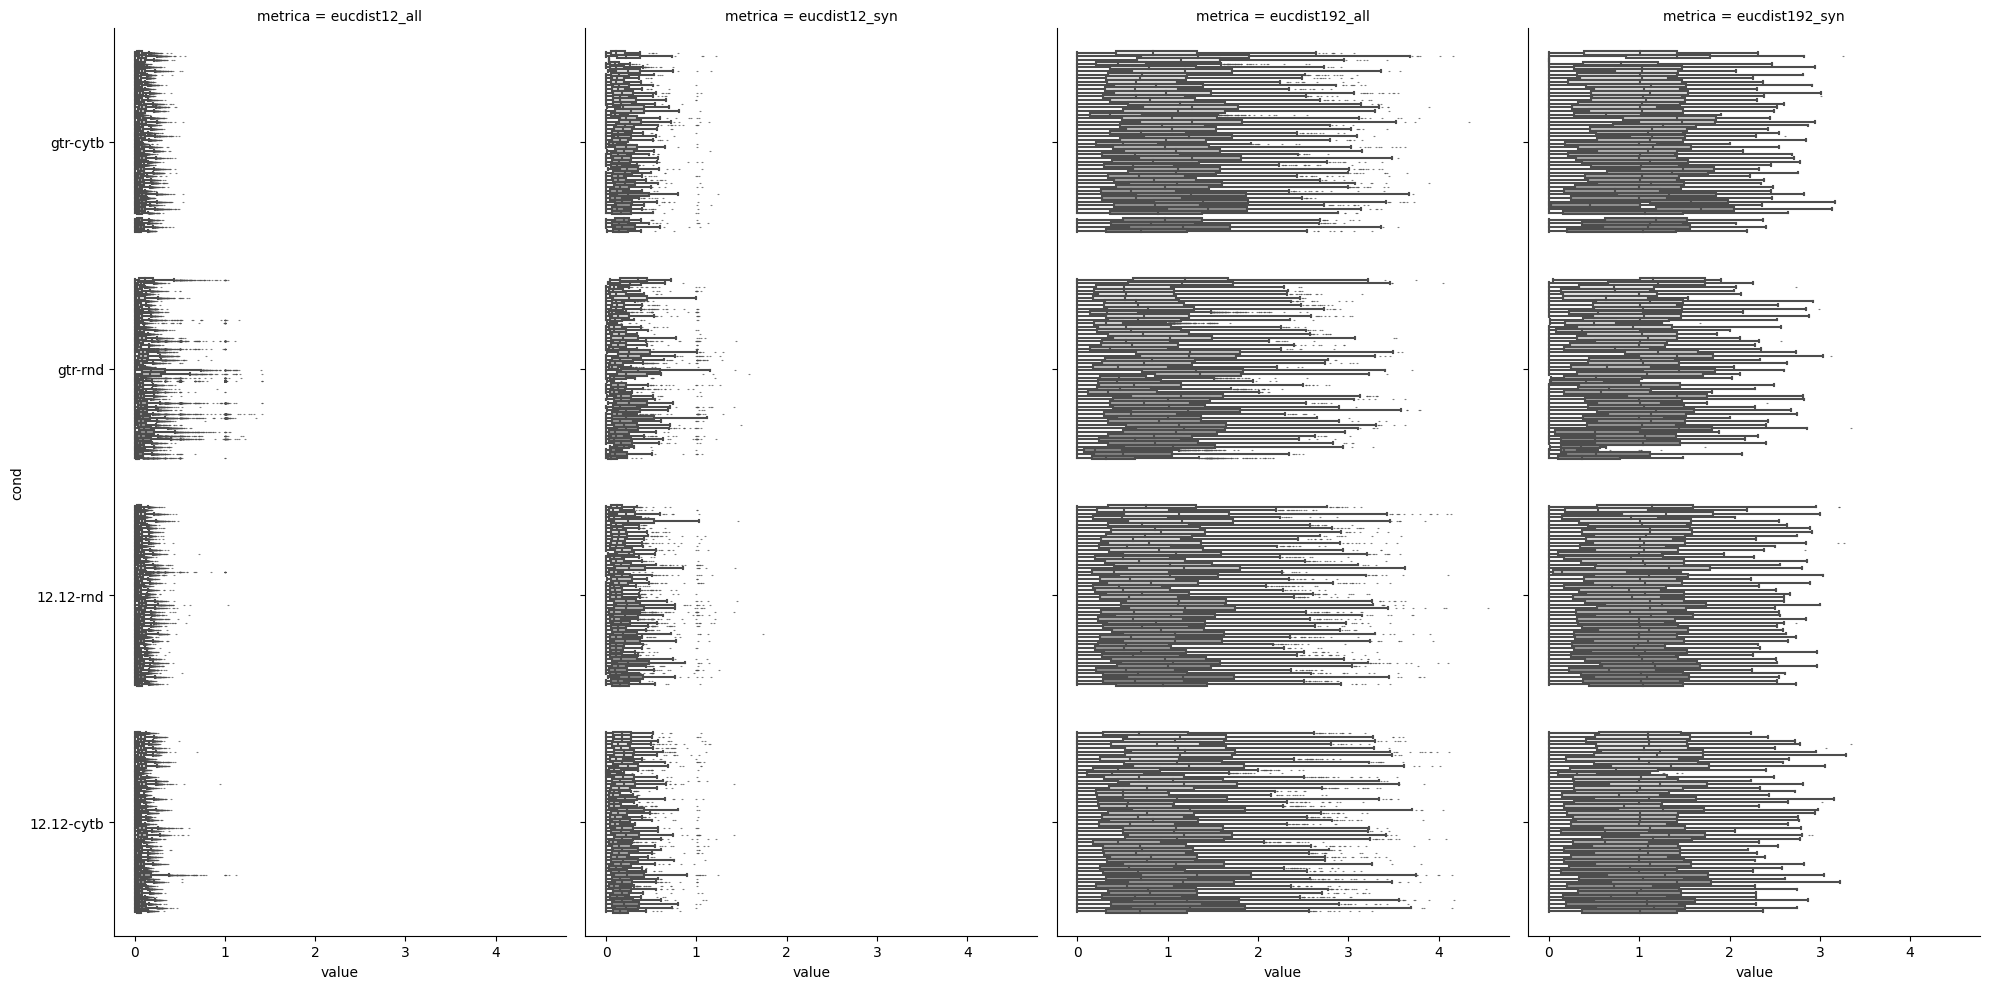 metrica = eucdist12_all
metrica = eucdist12_syn
metrica = eucdist192_all
metrica = eucdist192_syn
cond
gtr-cytb
gtr-rnd
12.12-rnd
12.12-cytb
0 1 2 3 4
0 1 2 3 4
0 1 2 3 4
0 1 2 3 4
value
value
value
value